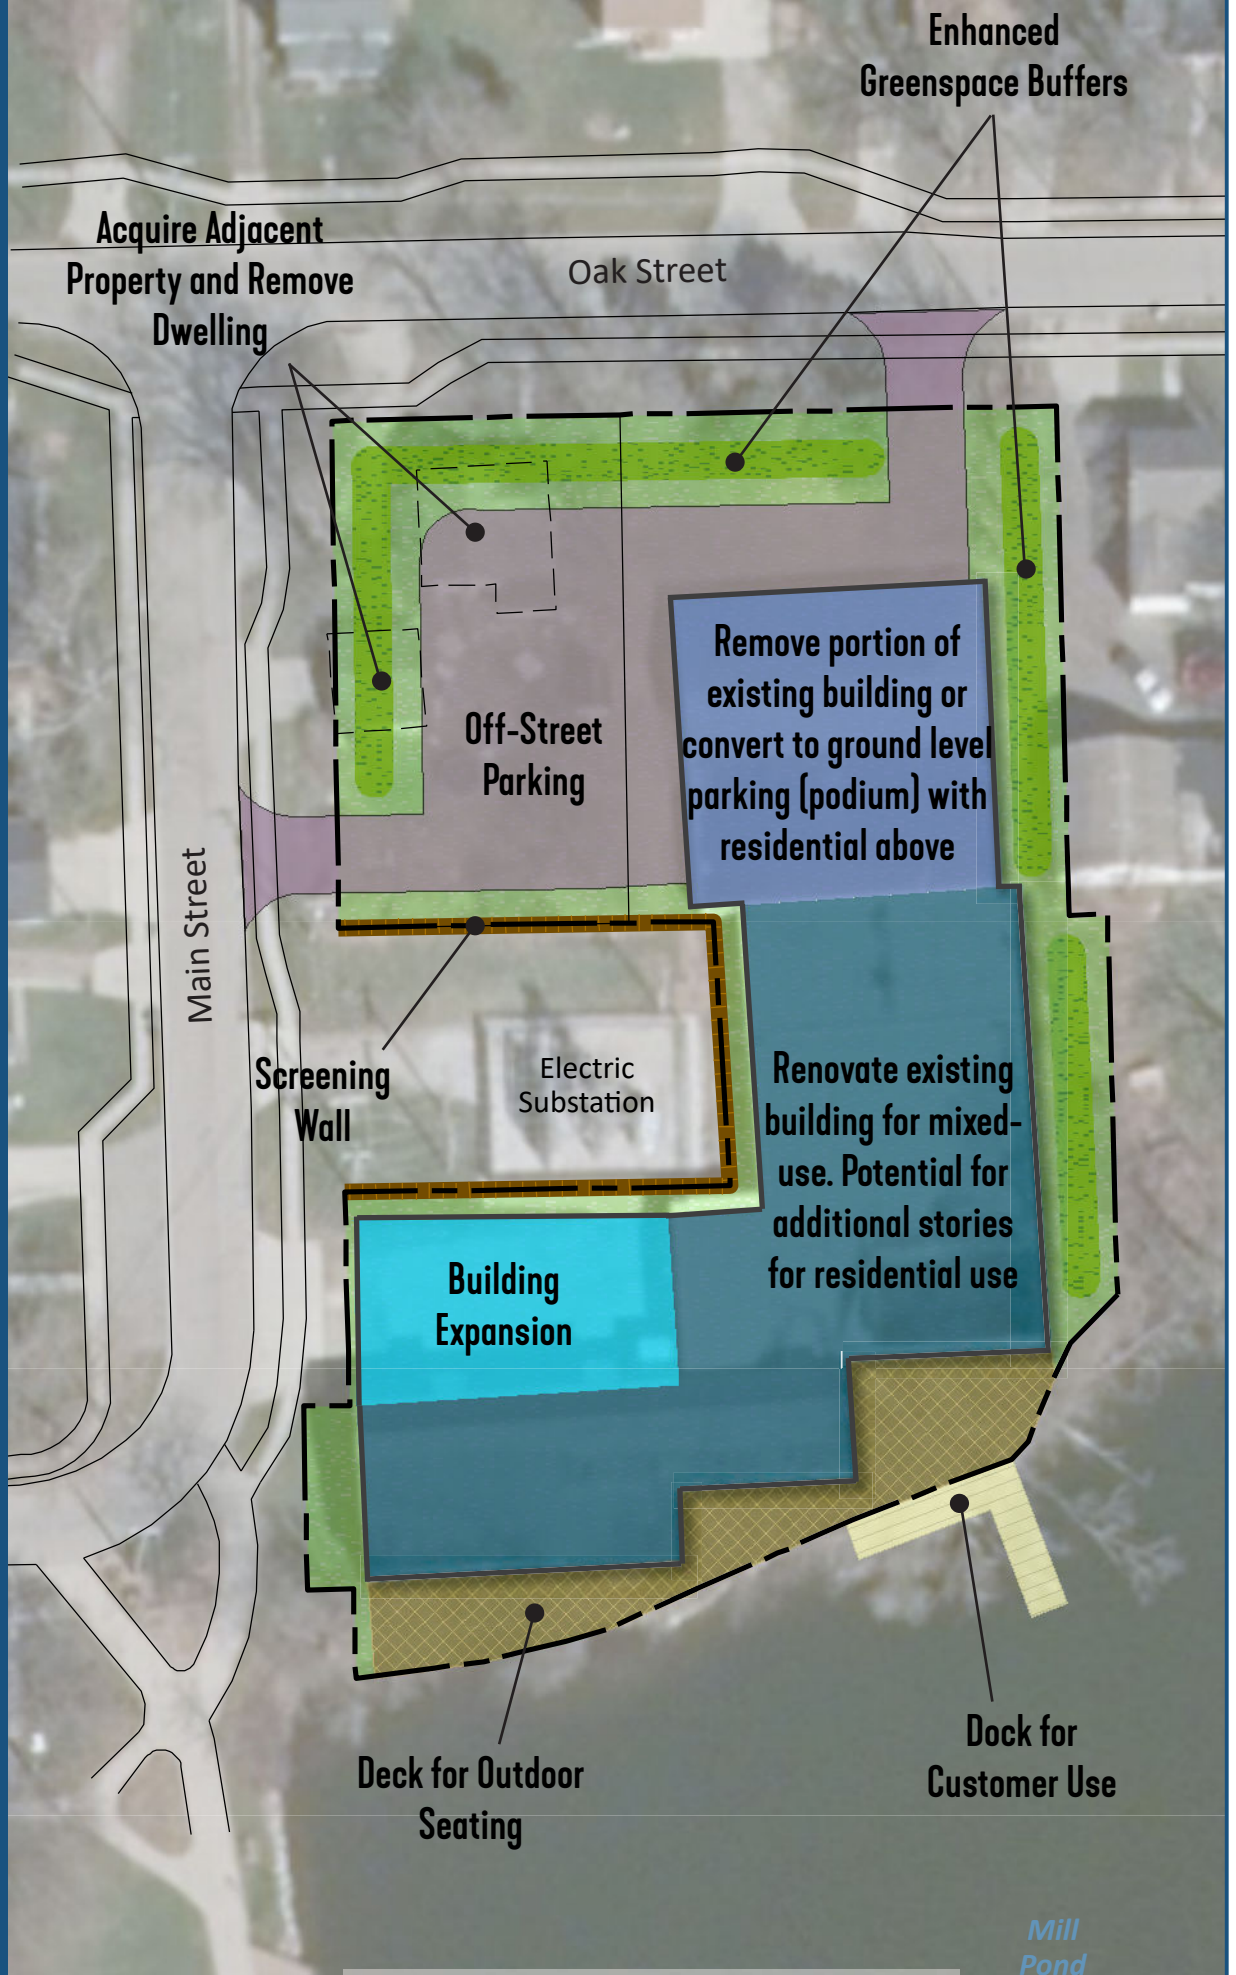 Enhanced
Greenspace Buffers
Acquire Adjacent
Property and Remove
Dwelling
Oak Street
Remove portion of
existing building or
convert to ground level
parking (podium) with
residential above
Off-Street
Parking
Main Street
Screening
Wall
Electric
Substation
Renovate existing
building for mixed-
use. Potential for
additional stories
for residential use
Building
Expansion
Deck for Outdoor
Seating
Dock for
Customer Use
Mill
Pond